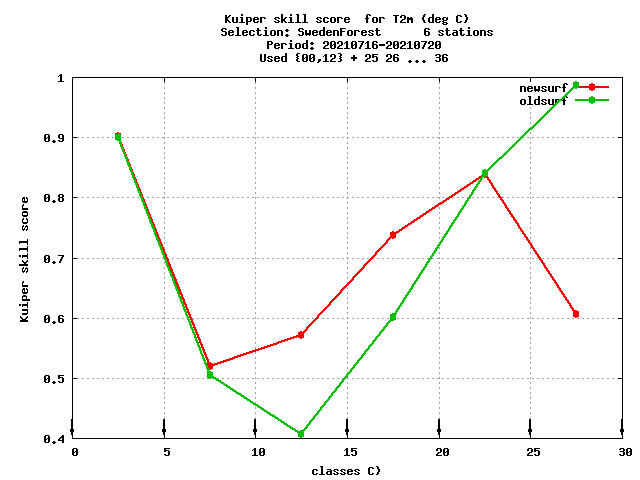 Kuiper skill score for T2m (deg C)
Selection: SwedenForest 6 stations
Period: 20210716-20210720
Used {00,12} + 25 26 ... 36
newsurf
oldsurf
1
0.9
0.8
0.7
0.6
0.5
0.4
Kuiper skill score
0 5 10 15 20 25 30
classes C)